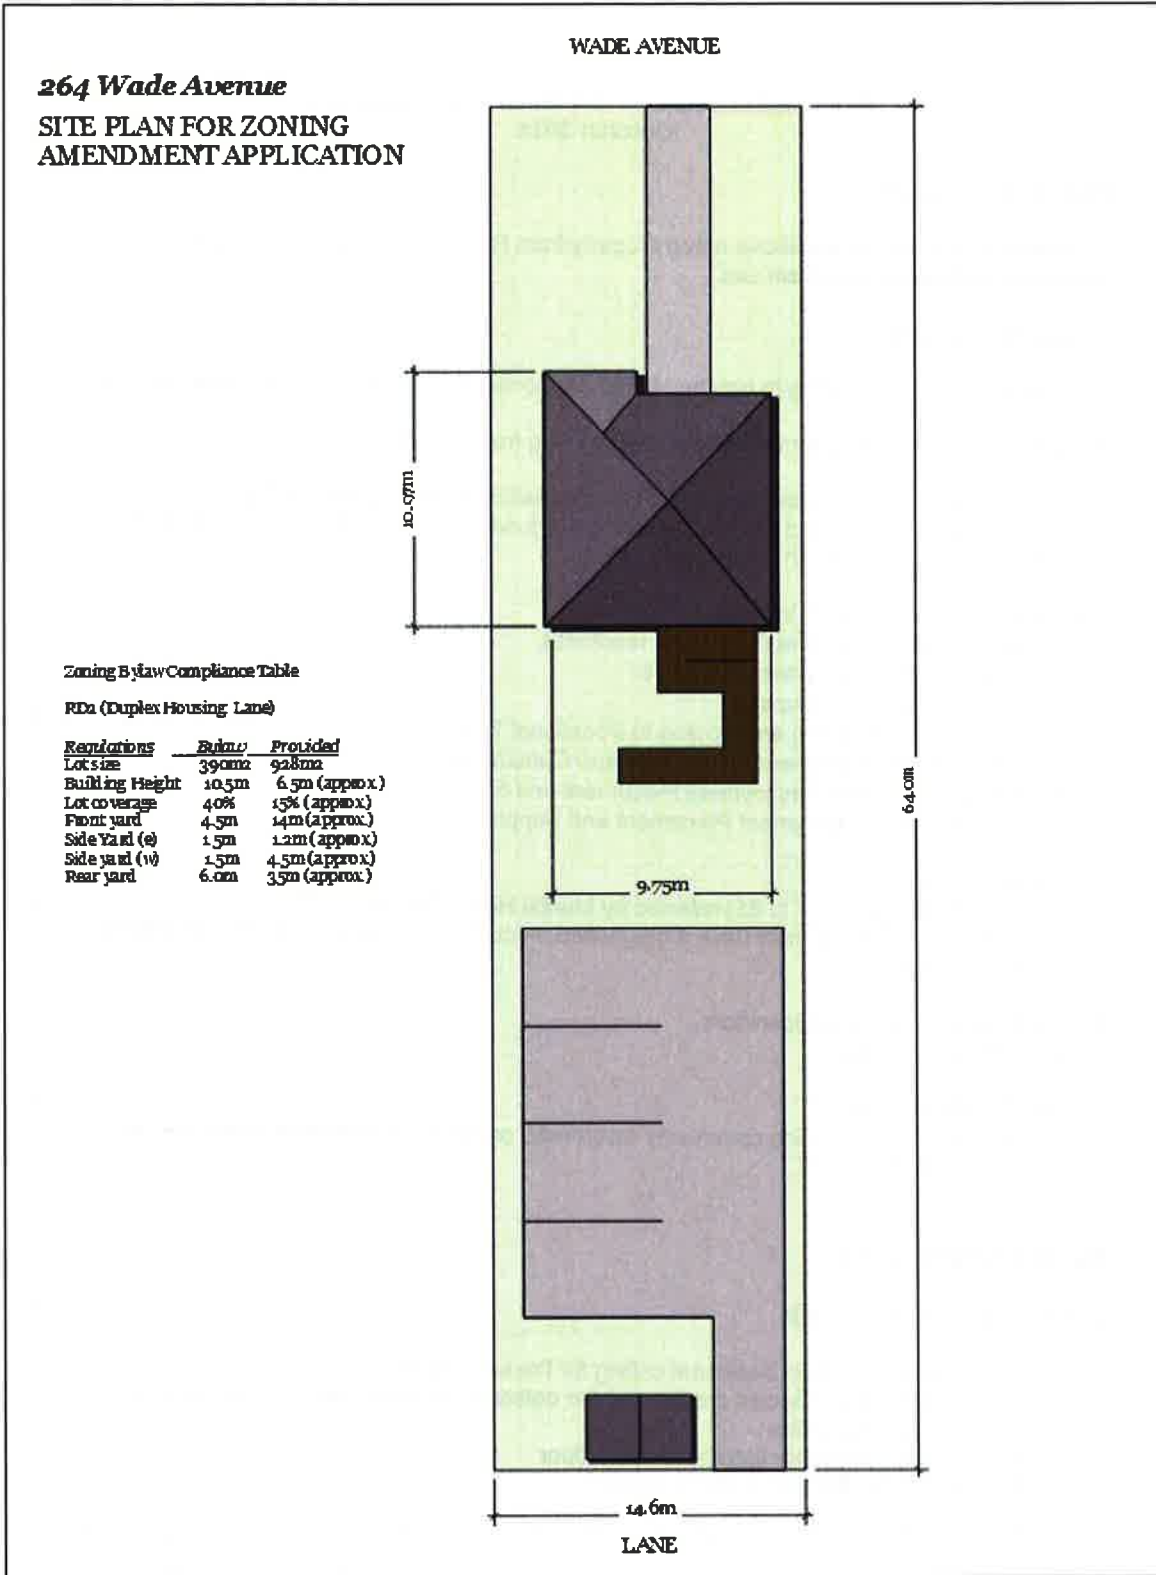 WADE AVENUE
264 Wade Avenue
SITE PLAN FOR ZONING
AMENDMENT APPLICATION
10.97m
Zoning Bylaw Compliance Table
RD2 (Duplex Housing Lane)
Regulations Bylaw Provided
Lot size 390m2 928m2
Building Height 10.5m 6.5m (approx)
Lot coverage 40% 15% (approx)
Front yard 4.5m 14m (approx)
Side Yard (e) 1.5m 1.2m (approx)
Side yard (w) 1.5m 4.5m (approx)
Rear yard 6.0m 35m (approx)
64.0m
9.75m
14.6m
LANE